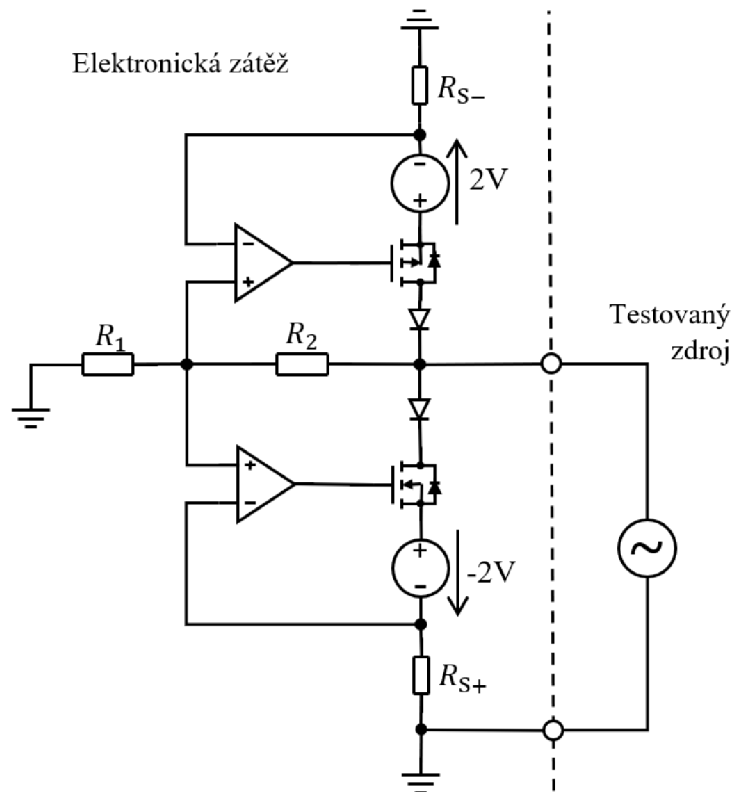 Elektronická zátěž
R_S−
−
2V
+
−
+
R_1
R_2
Testovaný
zdroj
+
−
+
-2V
−
~
R_S+